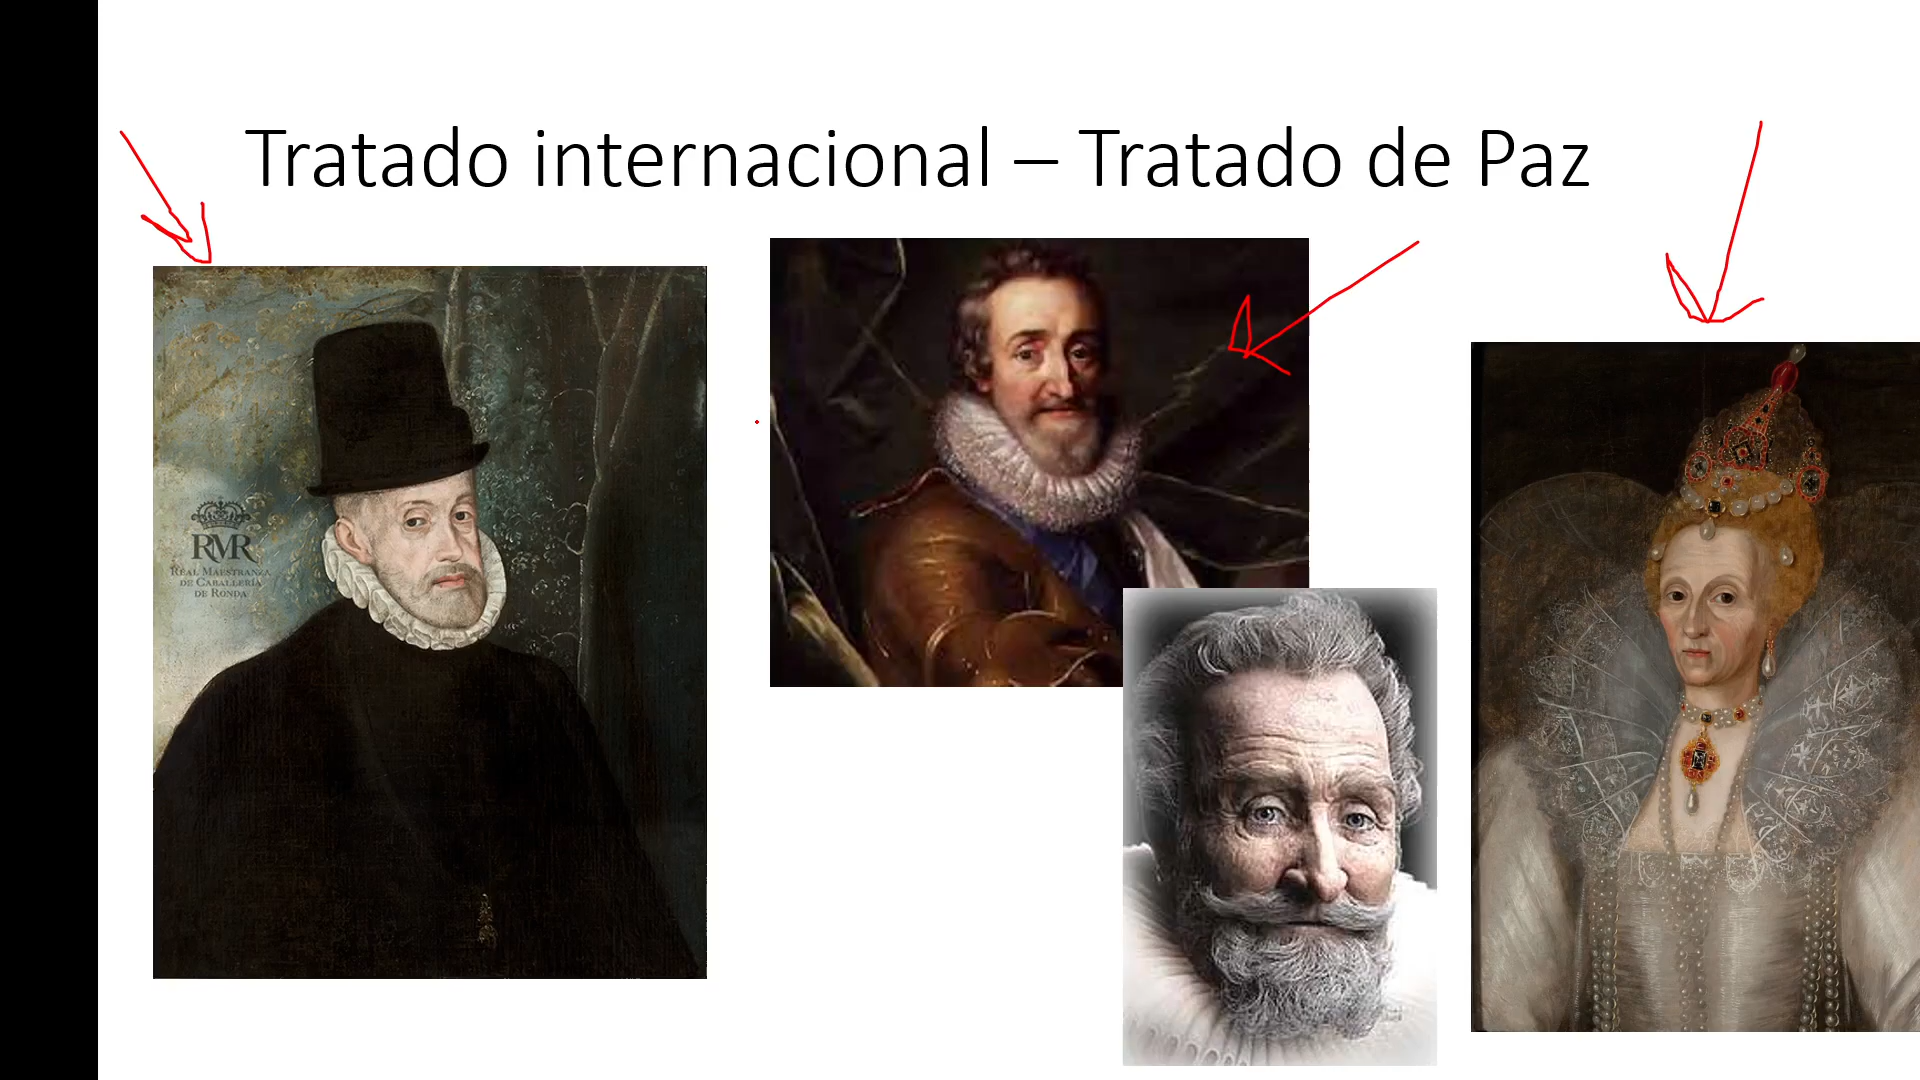 Tratado internacional – Tratado de Paz
RMR
REAL MAESTRANZA
DE CABALLERÍA
DE RONDA